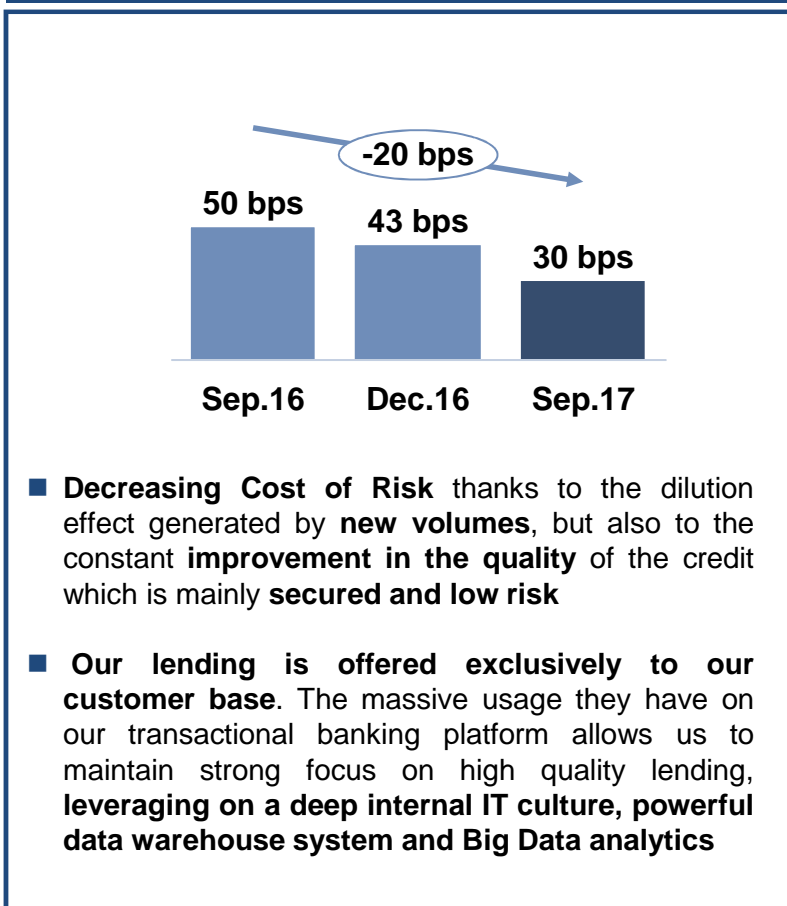 -20 bps
50 bps
43 bps
30 bps
Sep.16 Dec.16 Sep.17
Decreasing Cost of Risk thanks to the dilution
effect generated by new volumes, but also to the
constant improvement in the quality of the credit
which is mainly secured and low risk
Our lending is offered exclusively to our
customer base. The massive usage they have on
our transactional banking platform allows us to
maintain strong focus on high quality lending,
leveraging on a deep internal IT culture, powerful
data warehouse system and Big Data analytics